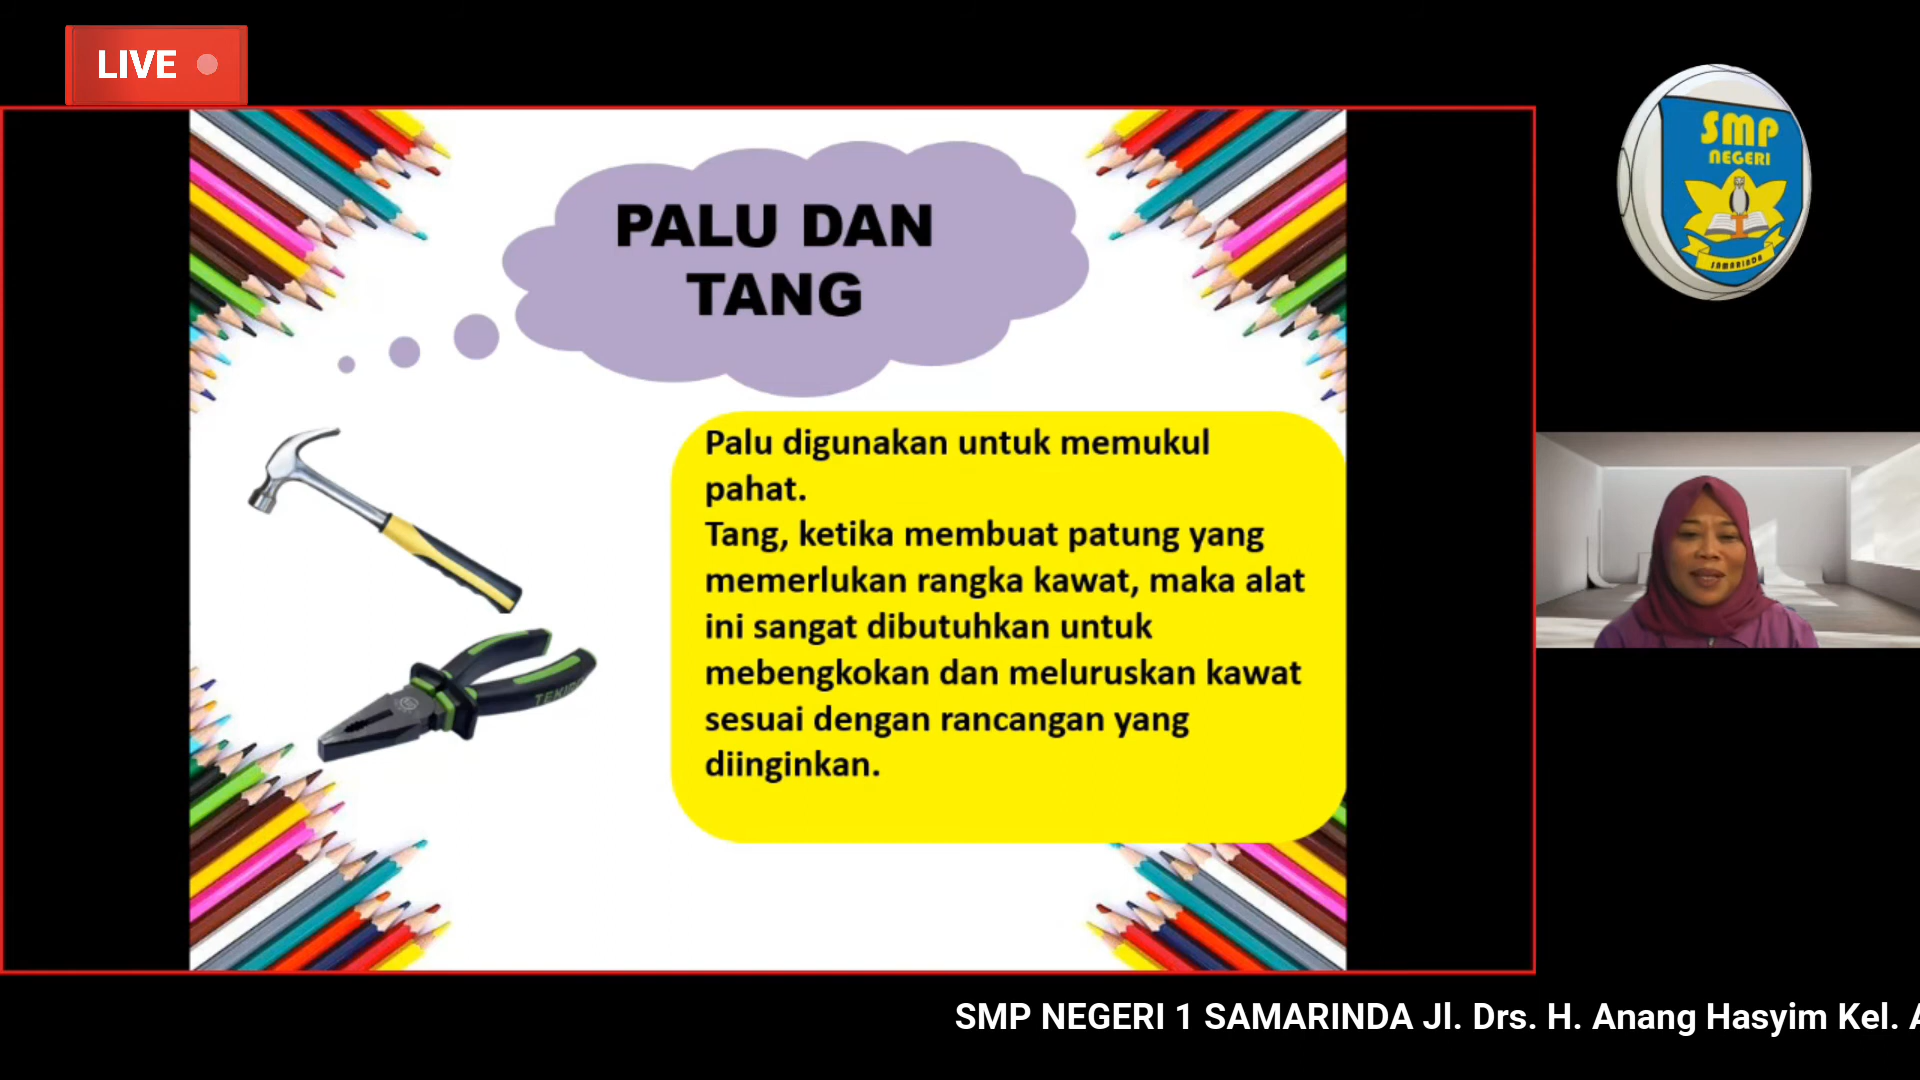 LIVE
SMP
NEGERI
SAMARINDA
PALU DAN
TANG
Palu digunakan untuk memukul
pahat.
Tang, ketika membuat patung yang
memerlukan rangka kawat, maka alat
ini sangat dibutuhkan untuk
mebengkokan dan meluruskan kawat
sesuai dengan rancangan yang
diinginkan.
SMP NEGERI 1 SAMARINDA Jl. Drs. H. Anang Hasyim Kel.